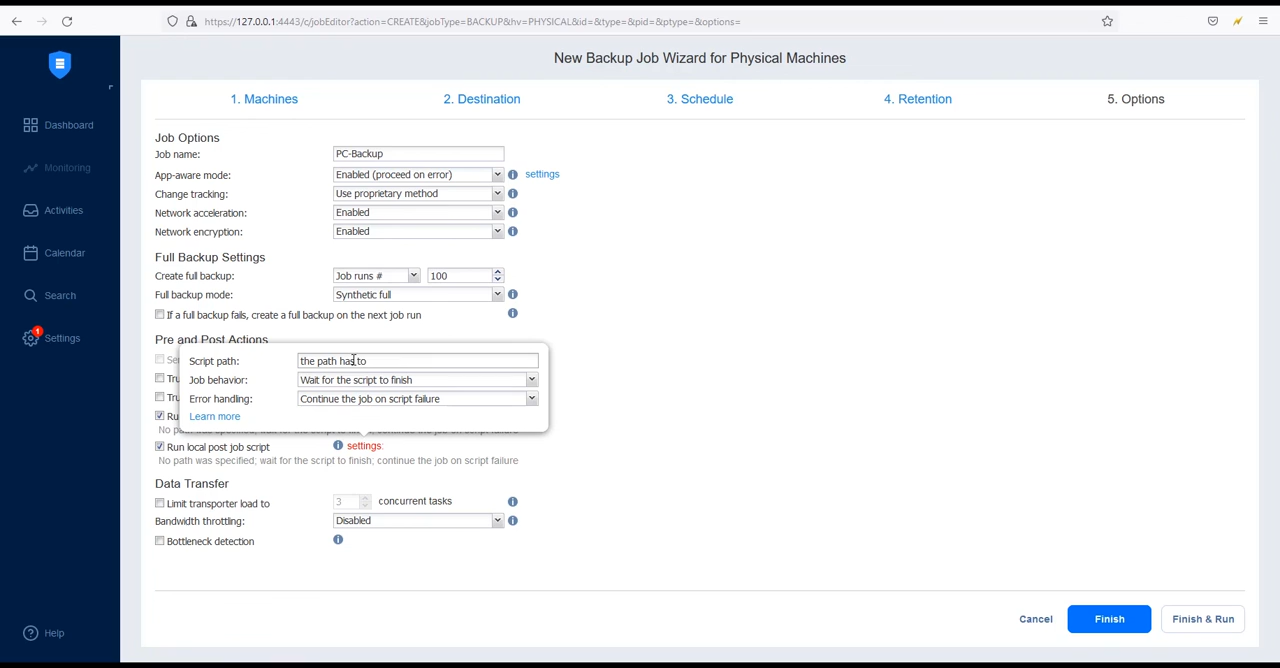 https://127.0.0.1:4443/c/jobEditor?action=CREATE&jobType=BACKUP&hv=PHYSICAL&id=&type=&pid=&ptype=&options=
New Backup Job Wizard for Physical Machines
1. Machines 2. Destination 3. Schedule 4. Retention 5. Options
Dashboard
Monitoring
Activities
Calendar
Search
1
Settings
Help
Job Options
Job name: PC-Backup
App-aware mode: Enabled (proceed on error) settings
Change tracking: Use proprietary method
Network acceleration: Enabled
Network encryption: Enabled
Full Backup Settings
Create full backup: Job runs # 100
Full backup mode: Synthetic full
If a full backup fails, create a full backup on the next job run
Pre and Post Actions
Script path: the path has to
Job behavior: Wait for the script to finish
Error handling: Continue the job on script failure
Learn more
Run local post job script settings:
No path was specified; wait for the script to finish; continue the job on script failure
Data Transfer
Limit transporter load to 3 concurrent tasks
Bandwidth throttling: Disabled
Bottleneck detection
Cancel Finish Finish & Run